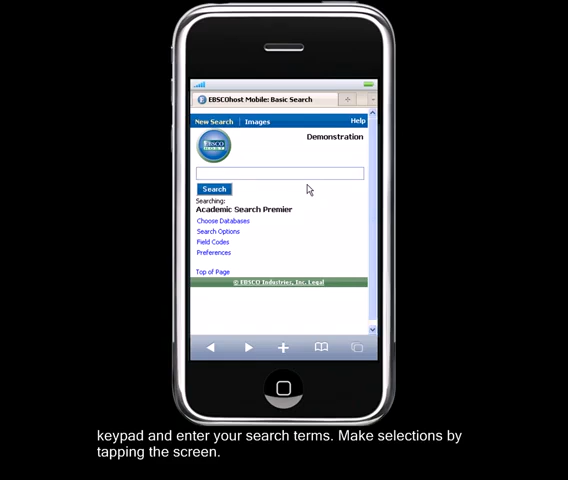 EBSCOhost Mobile: Basic Search
New Search | Images Help
EBSCO
HOST
Demonstration
Search
Searching:
Academic Search Premier
Choose Databases
Search Options
Field Codes
Preferences
Top of Page
© EBSCO Industries, Inc. Legal
keypad and enter your search terms. Make selections by
tapping the screen.